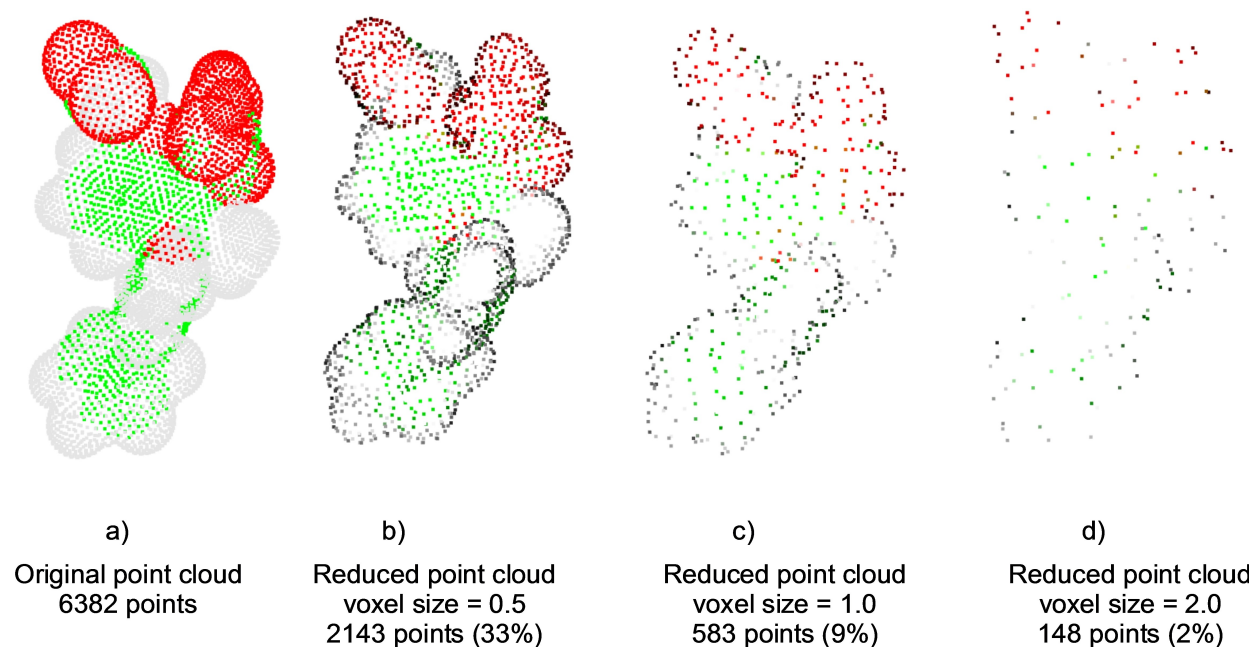 a)
Original point cloud
6382 points
b)
Reduced point cloud
voxel size = 0.5
2143 points (33%)
c)
Reduced point cloud
voxel size = 1.0
583 points (9%)
d)
Reduced point cloud
voxel size = 2.0
148 points (2%)